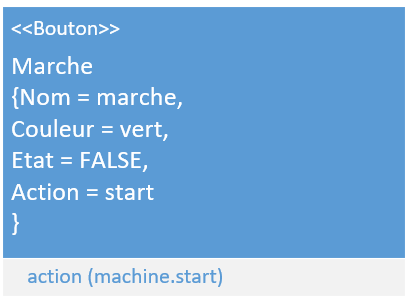 <<Bouton>>
Marche
{Nom = marche,
Couleur = vert,
Etat = FALSE,
Action = start
}
action (machine.start)